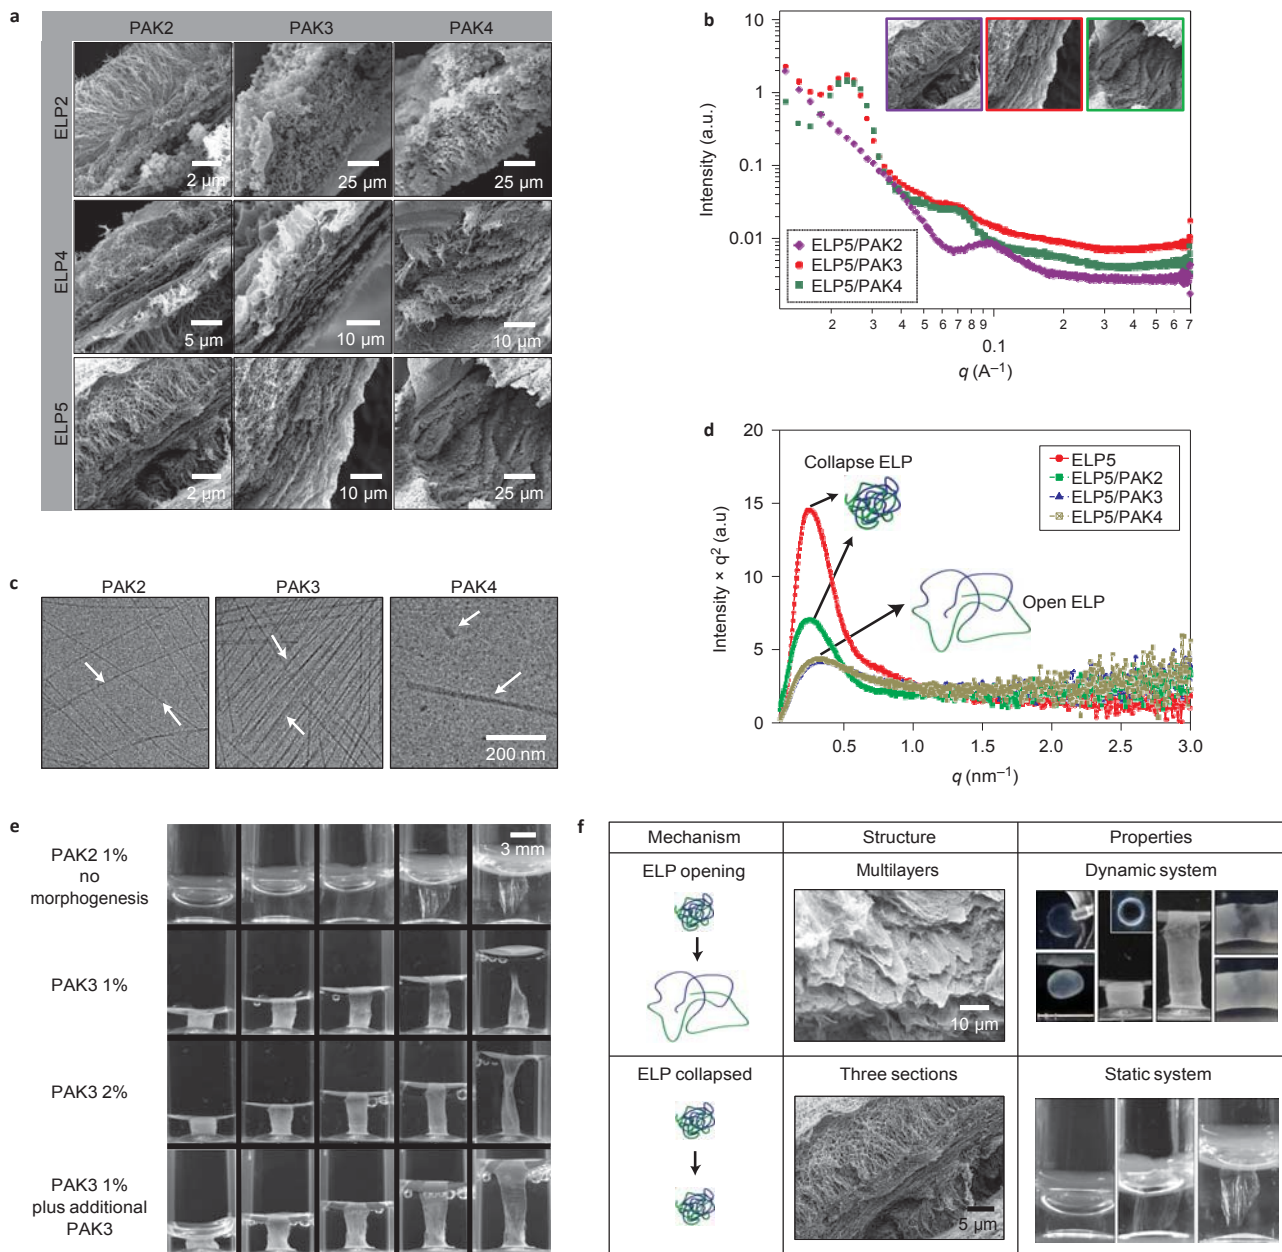 a
PAK2 PAK3 PAK4
ELP2
2 µm
25 µm
25 µm
ELP4
5 µm
10 µm
10 µm
ELP5
2 µm
10 µm
25 µm
b
Intensity (a.u.)
10
1
0.1
0.01
ELP5/PAK2
ELP5/PAK3
ELP5/PAK4
2 3 4 5 6 7 8 9 2 3 4 5 6 7
0.1
q (A⁻¹)
c
PAK2 PAK3 PAK4
200 nm
d
Intensity × q² (a.u)
20
15
10
5
0
Collapse ELP
Open ELP
ELP5
ELP5/PAK2
ELP5/PAK3
ELP5/PAK4
0.5 1.0 1.5 2.0 2.5 3.0
q (nm⁻¹)
e
3 mm
PAK2 1%
no
morphogenesis
PAK3 1%
PAK3 2%
PAK3 1%
plus additional
PAK3
f
Mechanism Structure Properties
ELP opening Multilayers Dynamic system
10 µm
ELP collapsed Three sections Static system
5 µm